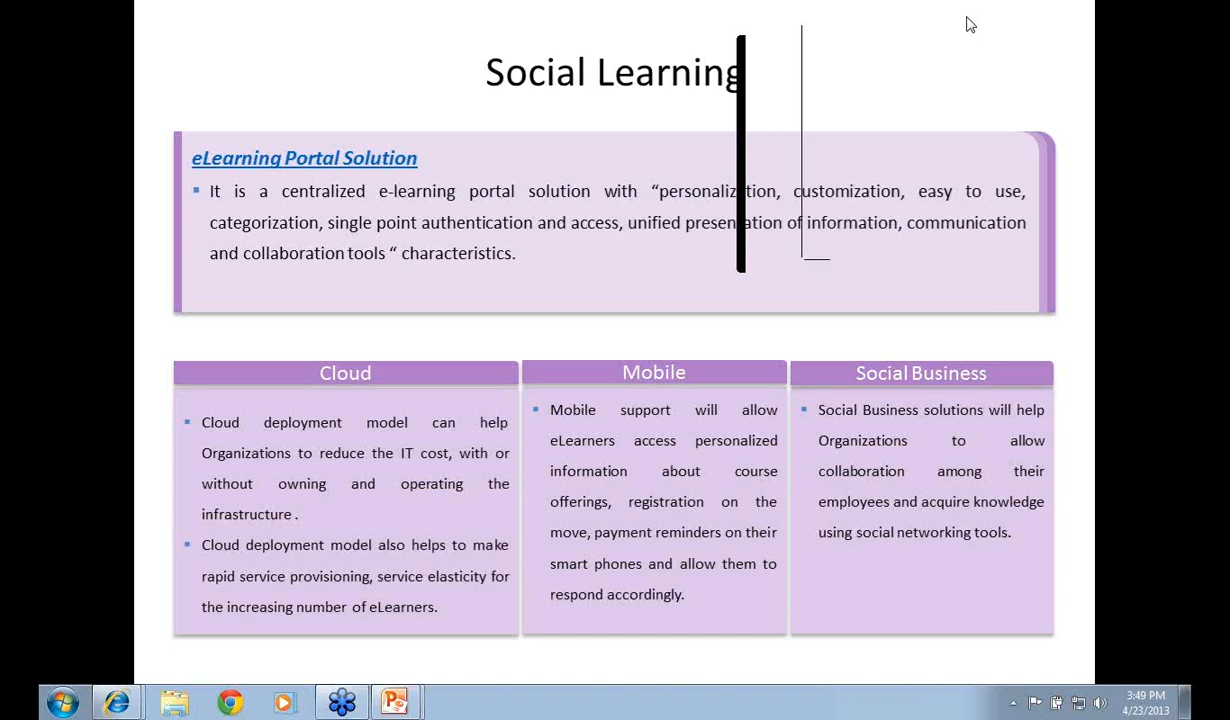 Social Learning
eLearning Portal Solution
It is a centralized e-learning portal solution with “personalization, customization, easy to use,
categorization, single point authentication and access, unified presentation of information, communication
and collaboration tools “ characteristics.
Cloud
Cloud deployment model can help
Organizations to reduce the IT cost, with or
without owning and operating the
infrastructure .
Cloud deployment model also helps to make
rapid service provisioning, service elasticity for
the increasing number of eLearners.
Mobile
Mobile support will allow
eLearners access personalized
information about course
offerings, registration on the
move, payment reminders on their
smart phones and allow them to
respond accordingly.
Social Business
Social Business solutions will help
Organizations to allow
collaboration among their
employees and acquire knowledge
using social networking tools.
3:49 PM
4/23/2013